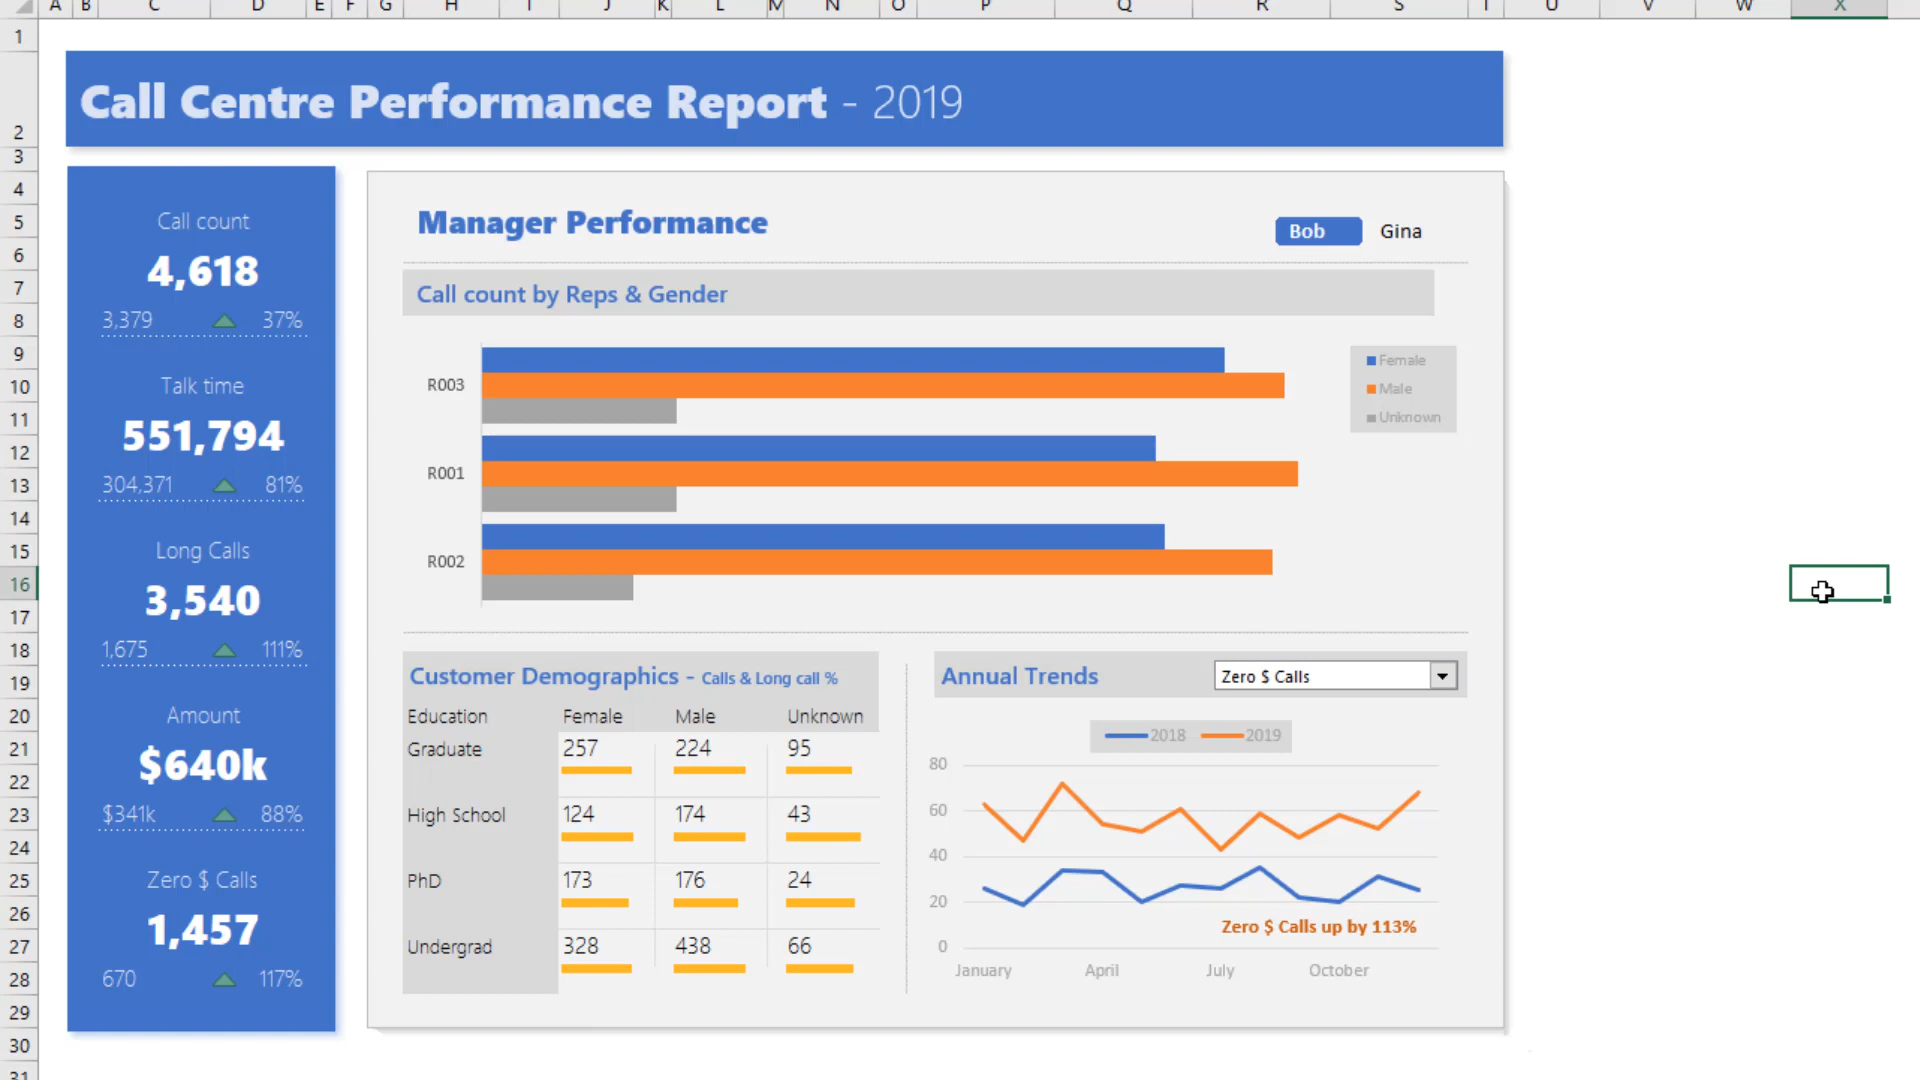 A B C D E F G H I J K L M N O P Q R S T U V W X
1
Call Centre Performance Report - 2019
2
3
4
5
6
7
8
9
10
11
12
13
14
15
16
17
18
19
20
21
22
23
24
25
26
27
28
29
30
31
Call count
4,618
3,379 37%
Talk time
551,794
304,371 81%
Long Calls
3,540
1,675 111%
Amount
$640k
$341k 88%
Zero $ Calls
1,457
670 117%
Manager Performance
Bob Gina
Call count by Reps & Gender
R003
R001
R002
Female
Male
Unknown
Customer Demographics - Calls & Long call %
Education Female Male Unknown
Graduate 257 224 95
High School 124 174 43
PhD 173 176 24
Undergrad 328 438 66
Annual Trends Zero $ Calls
2018 2019
80
60
40
20
0
Zero $ Calls up by 113%
January April July October